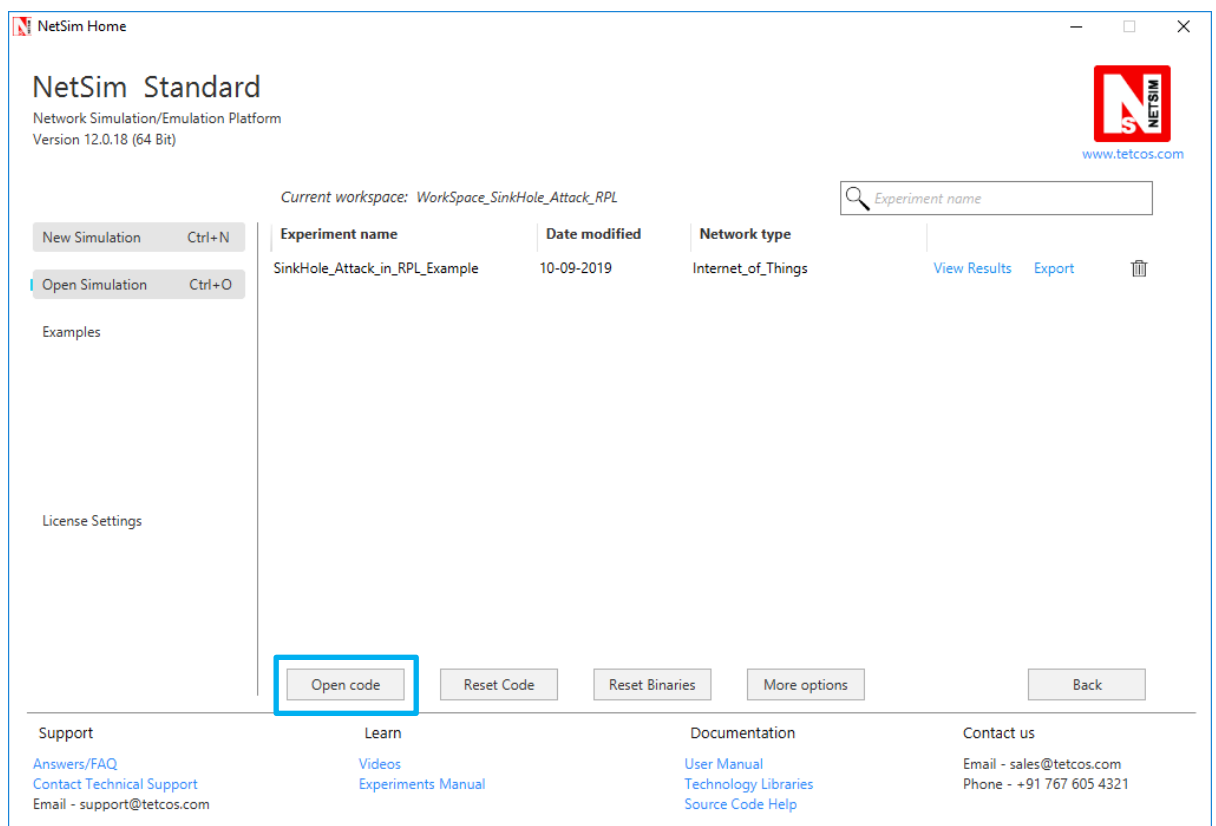 NetSim Home
NetSim Standard
Network Simulation/Emulation Platform
Version 12.0.18 (64 Bit)
N
S
NETSIM
www.tetcos.com
Current workspace: WorkSpace_SinkHole_Attack_RPL
Experiment name
New Simulation Ctrl+N
Open Simulation Ctrl+O
Examples
License Settings
Experiment name Date modified Network type
SinkHole_Attack_in_RPL_Example 10-09-2019 Internet_of_Things View Results Export
Open code Reset Code Reset Binaries More options Back
Support
Answers/FAQ
Contact Technical Support
Email - support@tetcos.com
Learn
Videos
Experiments Manual
Documentation
User Manual
Technology Libraries
Source Code Help
Contact us
Email - sales@tetcos.com
Phone - +91 767 605 4321